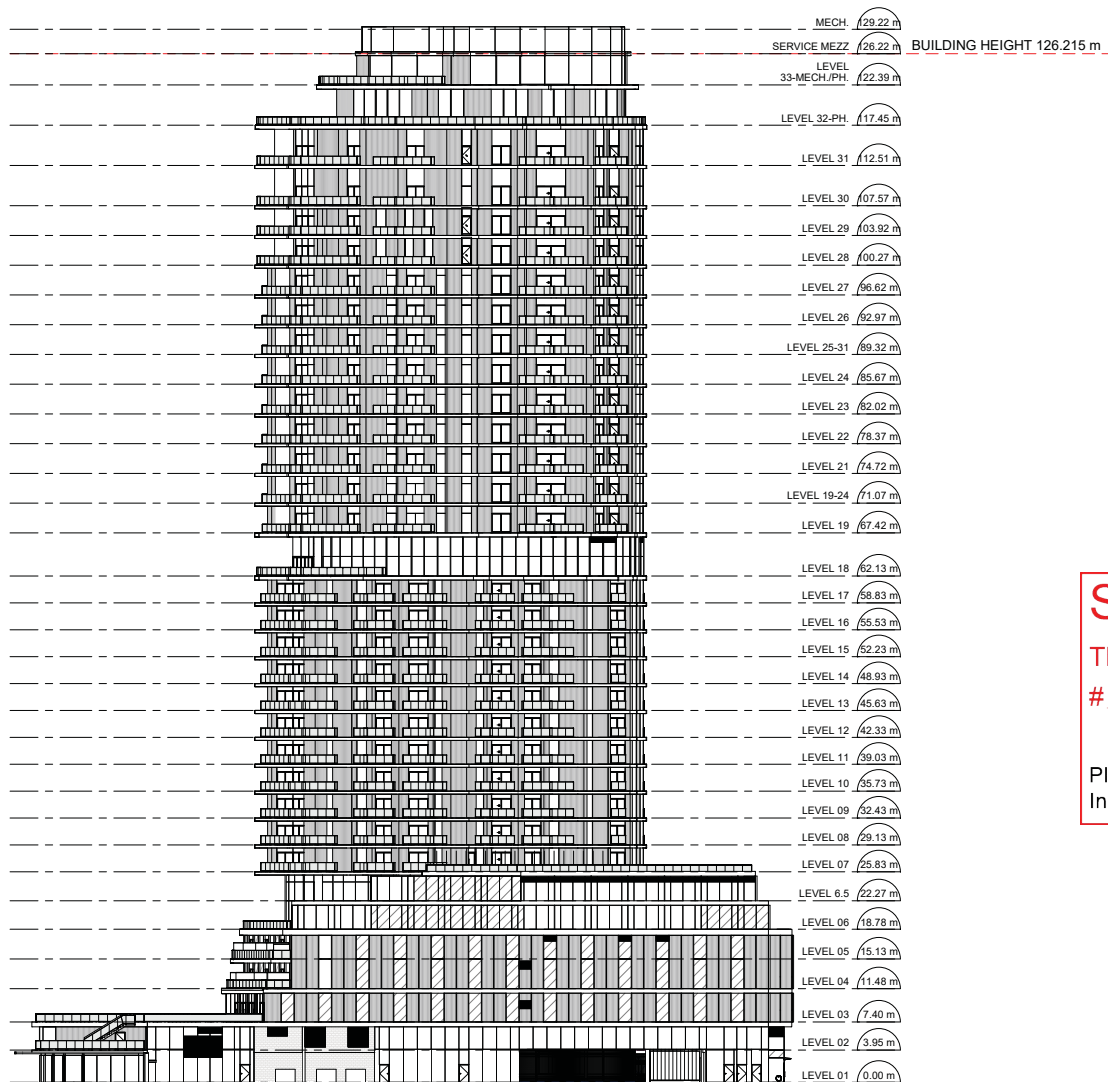 MECH. 129.22 m
SERVICE MEZZ 126.22 m BUILDING HEIGHT 126.215 m
LEVEL
33-MECH./PH. 122.39 m
LEVEL 32-PH. 117.45 m
LEVEL 31 112.51 m
LEVEL 30 107.57 m
LEVEL 29 103.92 m
LEVEL 28 100.27 m
LEVEL 27 96.62 m
LEVEL 26 92.97 m
LEVEL 25-31 89.32 m
LEVEL 24 85.67 m
LEVEL 23 82.02 m
LEVEL 22 78.37 m
LEVEL 21 74.72 m
LEVEL 19-24 71.07 m
LEVEL 19 67.42 m
LEVEL 18 62.13 m
LEVEL 17 58.83 m
LEVEL 16 55.53 m
LEVEL 15 52.23 m
LEVEL 14 48.93 m
LEVEL 13 45.63 m
LEVEL 12 42.33 m
LEVEL 11 39.03 m
LEVEL 10 35.73 m
LEVEL 09 32.43 m
LEVEL 08 29.13 m
LEVEL 07 25.83 m
LEVEL 6.5 22.27 m
LEVEL 06 18.78 m
LEVEL 05 15.13 m
LEVEL 04 11.48 m
LEVEL 03 7.40 m
LEVEL 02 3.95 m
LEVEL 01 0.00 m
S
#
Pl
In